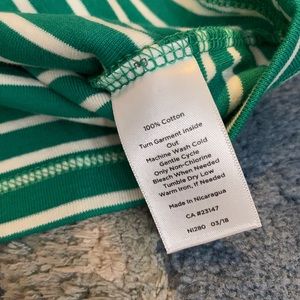 100% Cotton
Turn Garment Inside
Out
Machine Wash Cold
Gentle Cycle
Only Non-Chlorine
Bleach When Needed
Tumble Dry Low
Warm Iron, If Needed
Made In Nicaragua
CA #23147
NI280 03/18